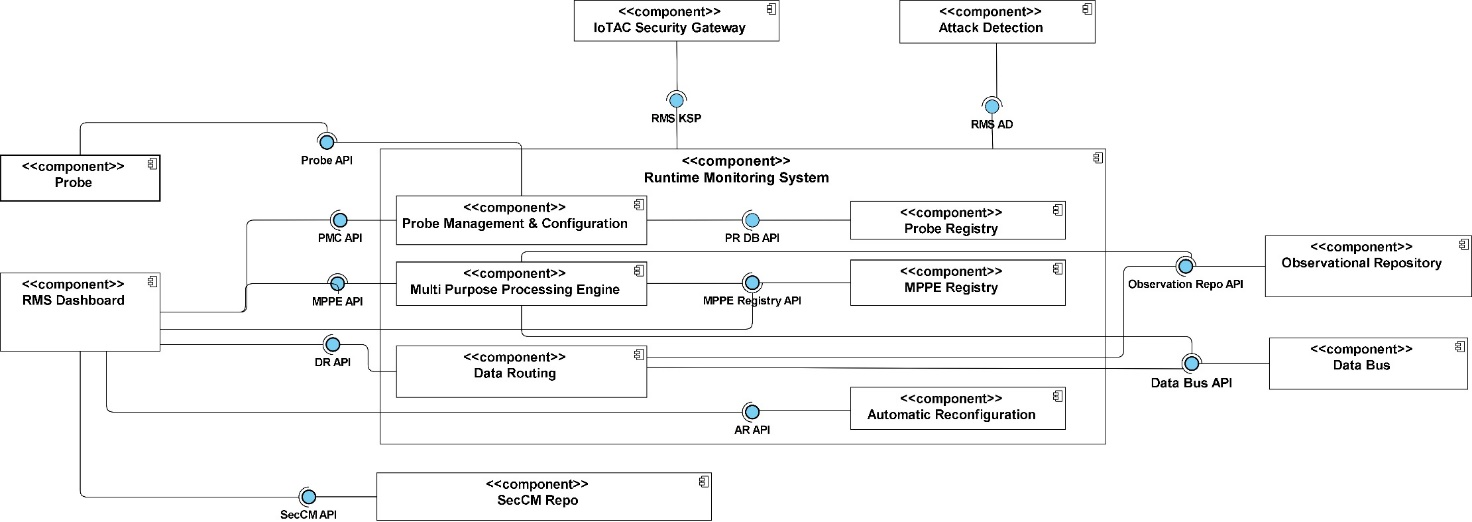 <<component>>
IoTAC Security Gateway
<<component>>
Attack Detection
RMS KSP
RMS AD
<<component>>
Probe
Probe API
<<component>>
Runtime Monitoring System
<<component>>
Probe Management & Configuration
PMC API
PR DB API
<<component>>
Probe Registry
<<component>>
RMS Dashboard
MPPE API
<<component>>
Multi Purpose Processing Engine
MPPE Registry API
<<component>>
MPPE Registry
Observation Repo API
<<component>>
Observational Repository
DR API
<<component>>
Data Routing
Data Bus API
<<component>>
Data Bus
AR API
<<component>>
Automatic Reconfiguration
SecCM API
<<component>>
SecCM Repo